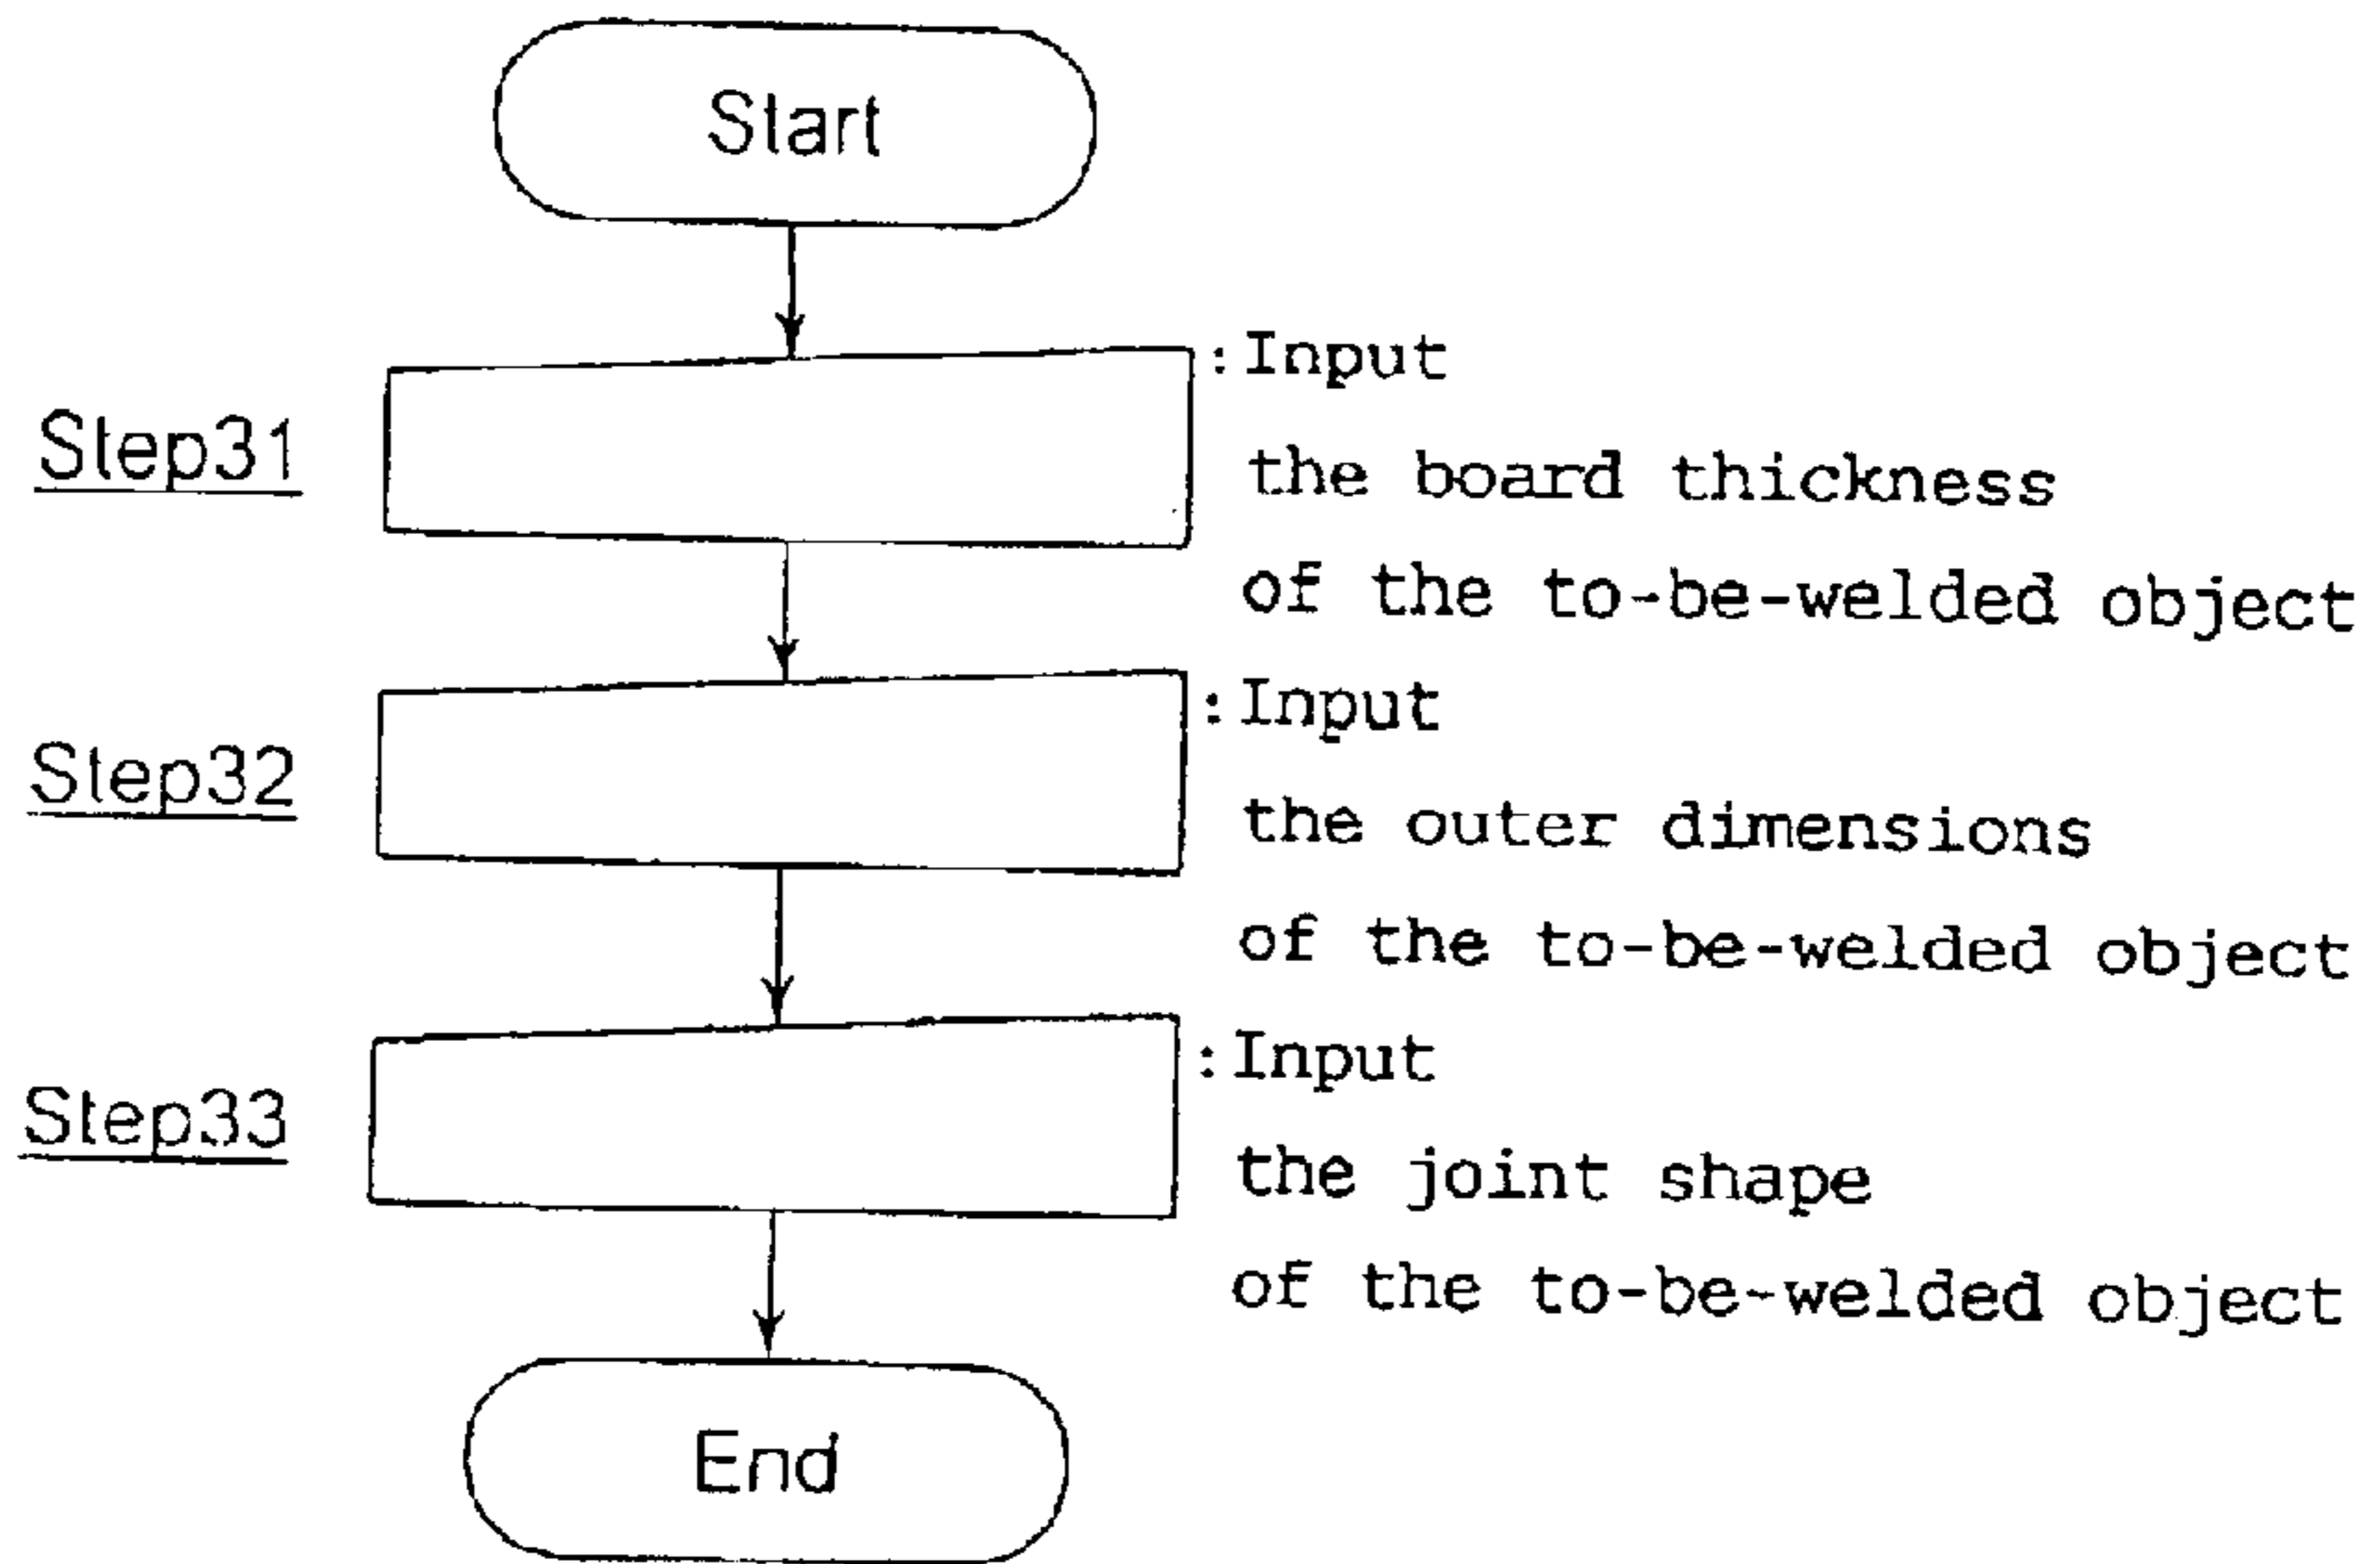 Start
Step31
:Input
the board thickness
of the to-be-welded object
Step32
:Input
the outer dimensions
of the to-be-welded object
Step33
:Input
the joint shape
of the to-be-welded object
End